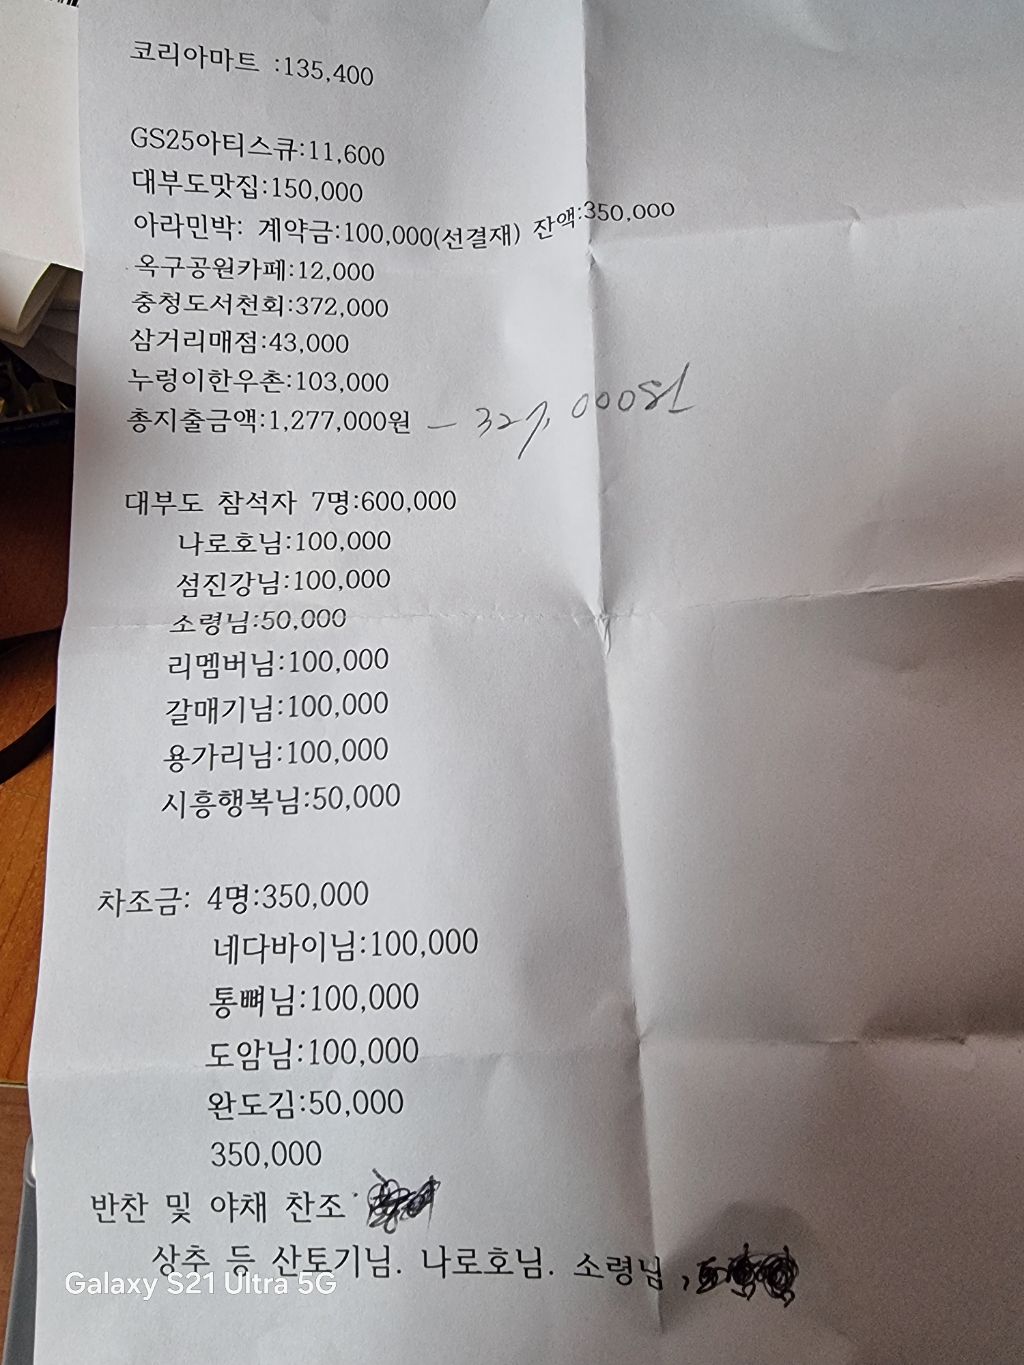 코리아마트 :135,400
GS25아티스큐:11,600
대부도맛집:150,000
아라민박: 계약금:100,000(선결재) 잔액:350,000
옥구공원카페:12,000
충청도서천회:372,000
삼거리매점:43,000
누렁이한우촌:103,000
총지출금액:1,277,000원 - 327,000원
대부도 참석자 7명:600,000
나로호님:100,000
섬진강님:100,000
소령님:50,000
리멤버님:100,000
갈매기님:100,000
용가리님:100,000
시흥행복님:50,000
차조금: 4명:350,000
네다바이님:100,000
통뼈님:100,000
도암님:100,000
완도김:50,000
350,000
반찬 및 야채 찬조
상추 등 산토기님. 나로호님. 소령님,
Galaxy S21 Ultra 5G